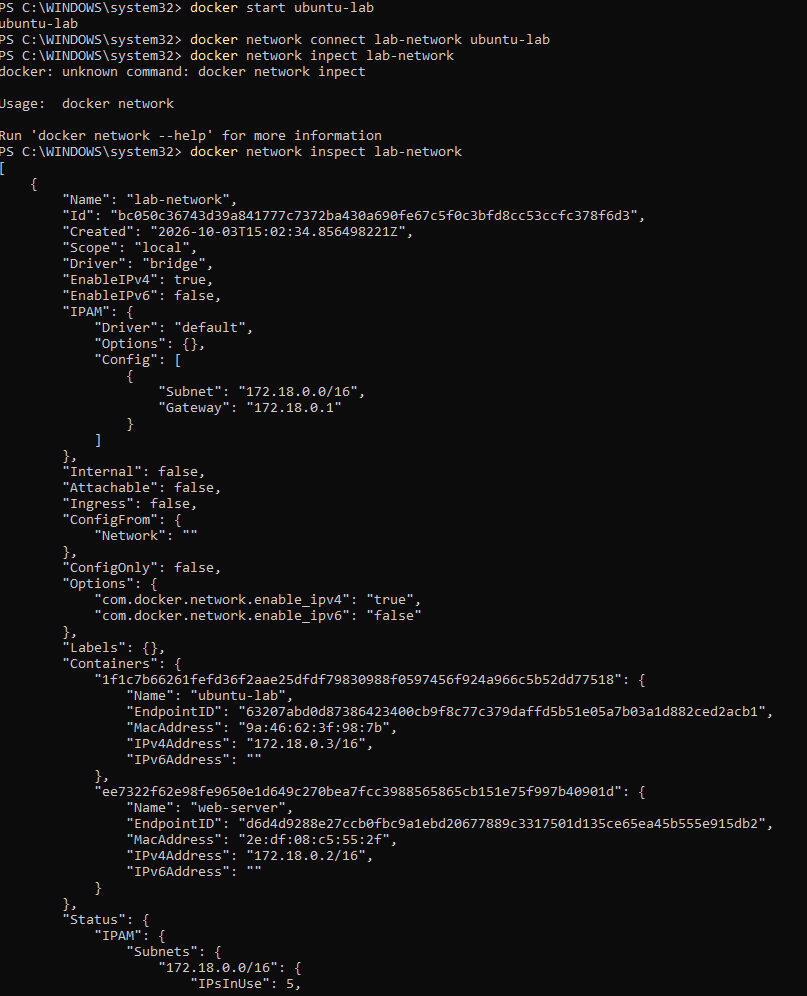 PS C:\WINDOWS\system32> docker start ubuntu-lab
ubuntu-lab
PS C:\WINDOWS\system32> docker network connect lab-network ubuntu-lab
PS C:\WINDOWS\system32> docker network inpect lab-network
docker: unknown command: docker network inpect

Usage:  docker network

Run 'docker network --help' for more information
PS C:\WINDOWS\system32> docker network inspect lab-network
[
    {
        "Name": "lab-network",
        "Id": "bc050c36743d39a841777c7372ba430a690fe67c5f0c3bfd8cc53ccfc378f6d3",
        "Created": "2026-10-03T15:02:34.856498221Z",
        "Scope": "local",
        "Driver": "bridge",
        "EnableIPv4": true,
        "EnableIPv6": false,
        "IPAM": {
            "Driver": "default",
            "Options": {},
            "Config": [
                {
                    "Subnet": "172.18.0.0/16",
                    "Gateway": "172.18.0.1"
                }
            ]
        },
        "Internal": false,
        "Attachable": false,
        "Ingress": false,
        "ConfigFrom": {
            "Network": ""
        },
        "ConfigOnly": false,
        "Options": {
            "com.docker.network.enable_ipv4": "true",
            "com.docker.network.enable_ipv6": "false"
        },
        "Labels": {},
        "Containers": {
            "1f1c7b66261fefd36f2aae25dfdf79830988f0597456f924a966c5b52dd77518": {
                "Name": "ubuntu-lab",
                "EndpointID": "63207abd0d87386423400cb9f8c77c379daffd5b51e05a7b03a1d882ced2acb1",
                "MacAddress": "9a:46:62:3f:98:7b",
                "IPv4Address": "172.18.0.3/16",
                "IPv6Address": ""
            },
            "ee7322f62e98fe9650e1d649c270bea7fcc3988565865cb151e75f997b40901d": {
                "Name": "web-server",
                "EndpointID": "d6d4d9288e27ccb0fbc9a1ebd20677889c3317501d135ce65ea45b555e915db2",
                "MacAddress": "2e:df:08:c5:55:2f",
                "IPv4Address": "172.18.0.2/16",
                "IPv6Address": ""
            }
        },
        "Status": {
            "IPAM": {
                "Subnets": {
                    "172.18.0.0/16": {
                        "IPsInUse": 5,